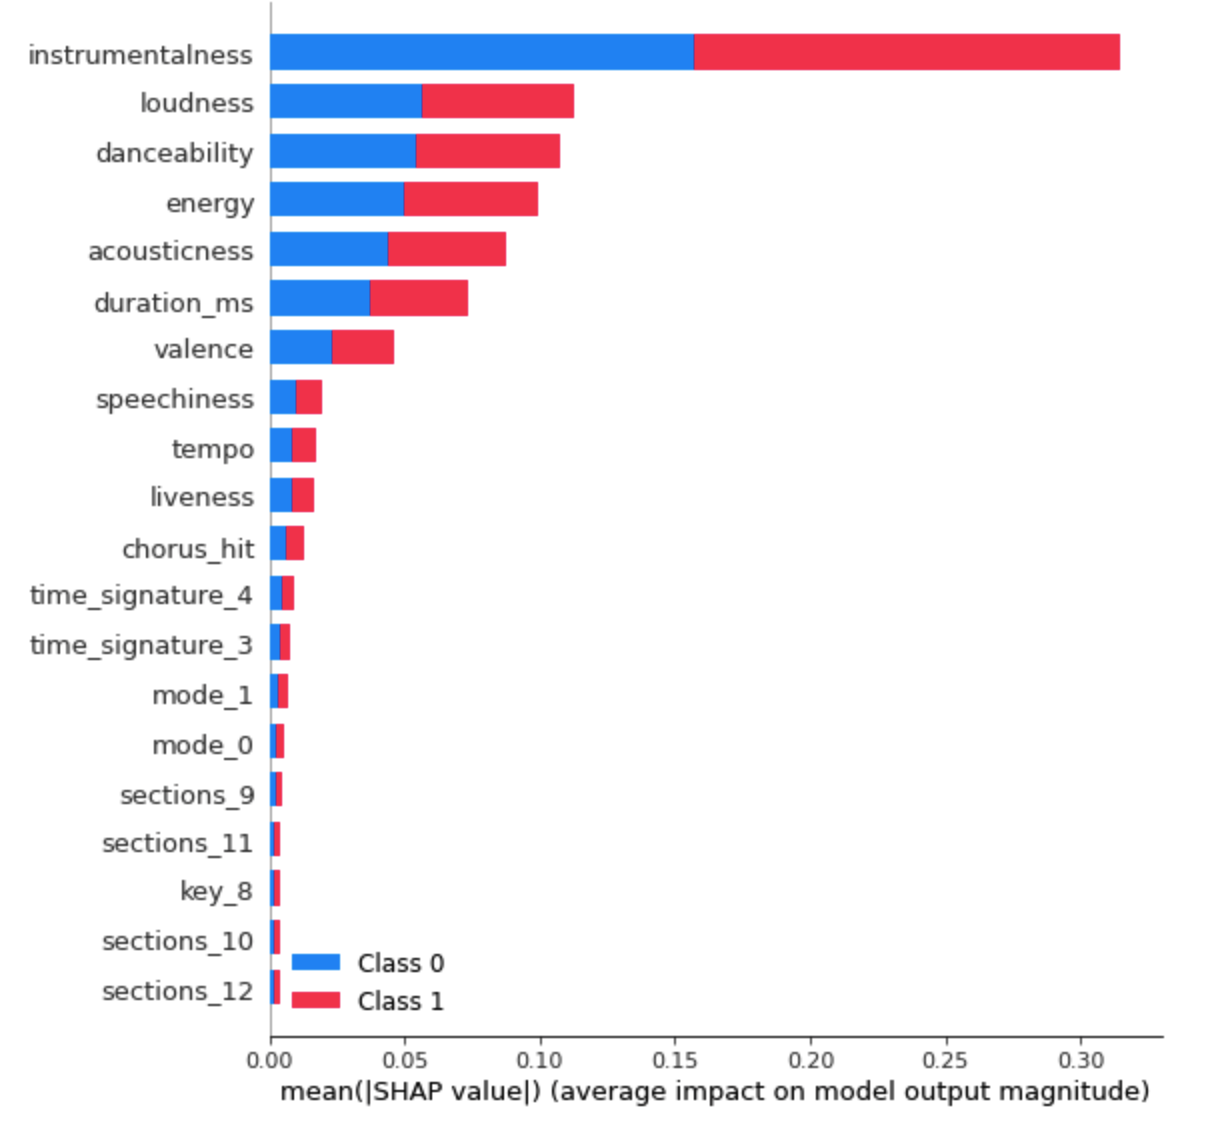 instrumentalness
loudness
danceability
energy
acousticness
duration_ms
valence
speechiness
tempo
liveness
chorus_hit
time_signature_4
time_signature_3
mode_1
mode_0
sections_9
sections_11
key_8
sections_10
sections_12
Class 0
Class 1
0.00 0.05 0.10 0.15 0.20 0.25 0.30
mean(|SHAP value|) (average impact on model output magnitude)